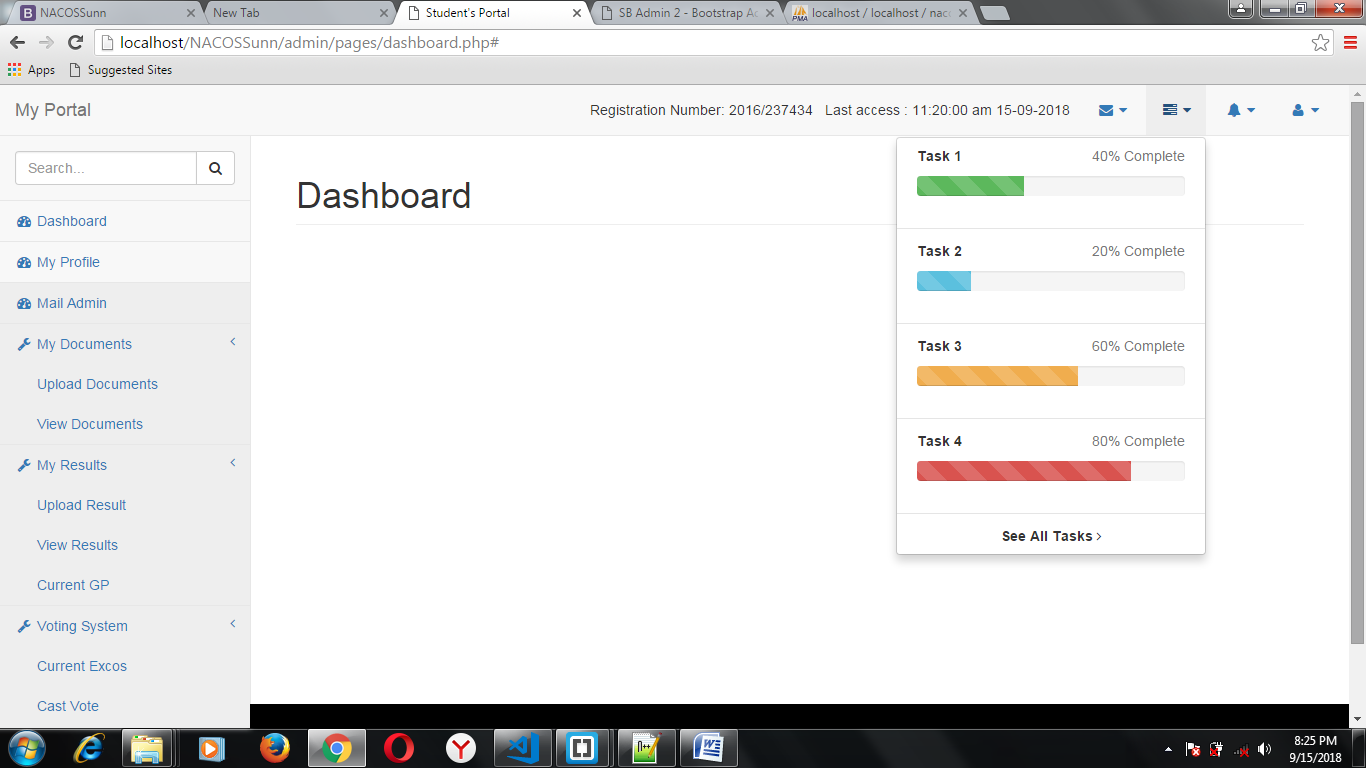 NACOSSunn
New Tab
Student's Portal
SB Admin 2 - Bootstrap Ad
localhost / localhost / naco
localhost/NACOSSunn/admin/pages/dashboard.php#
Apps
Suggested Sites
My Portal
Registration Number: 2016/237434 Last access : 11:20:00 am 15-09-2018
Search...
Dashboard
My Profile
Mail Admin
My Documents
Upload Documents
View Documents
My Results
Upload Result
View Results
Current GP
Voting System
Current Excos
Cast Vote
Dashboard
Task 1 40% Complete
Task 2 20% Complete
Task 3 60% Complete
Task 4 80% Complete
See All Tasks
8:25 PM
9/15/2018